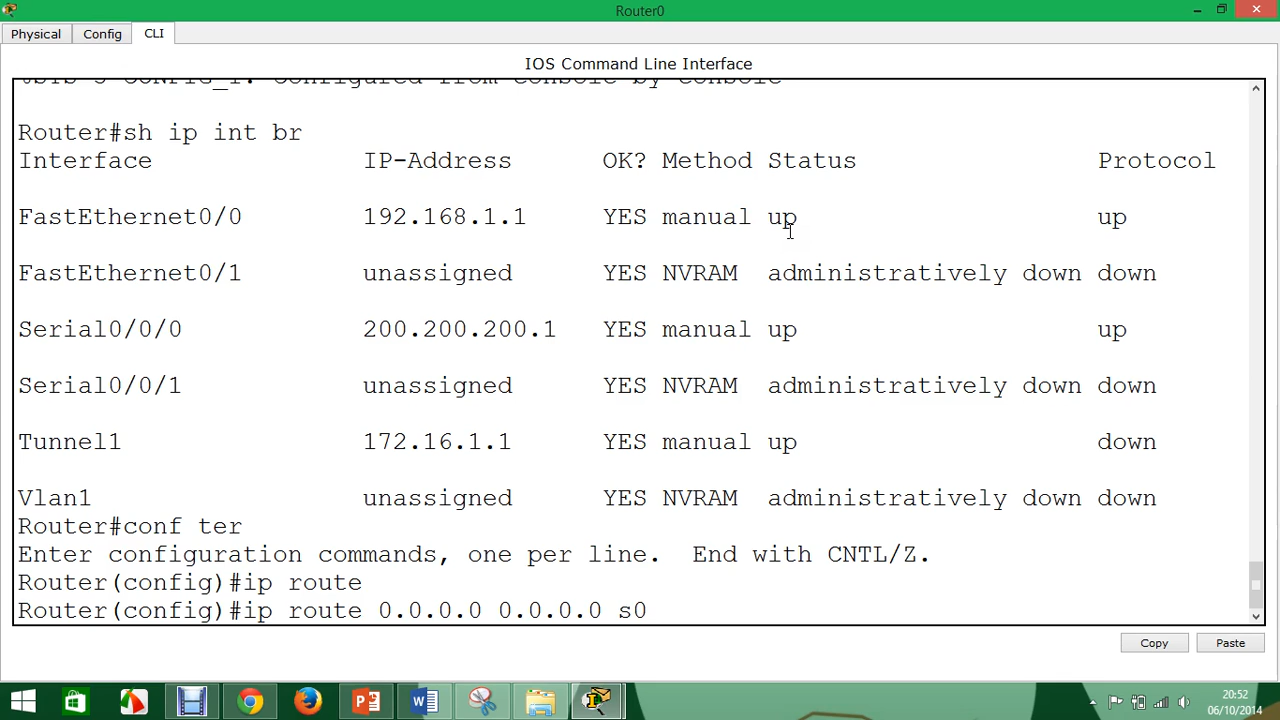 Router0
Physical Config CLI
IOS Command Line Interface
Router#sh ip int br
Interface IP-Address OK? Method Status Protocol
FastEthernet0/0 192.168.1.1 YES manual up up
FastEthernet0/1 unassigned YES NVRAM administratively down down
Serial0/0/0 200.200.200.1 YES manual up up
Serial0/0/1 unassigned YES NVRAM administratively down down
Tunnel1 172.16.1.1 YES manual up down
Vlan1 unassigned YES NVRAM administratively down down
Router#conf ter
Enter configuration commands, one per line. End with CNTL/Z.
Router(config)#ip route
Router(config)#ip route 0.0.0.0 0.0.0.0 s0
Copy Paste
20:52
06/10/2014